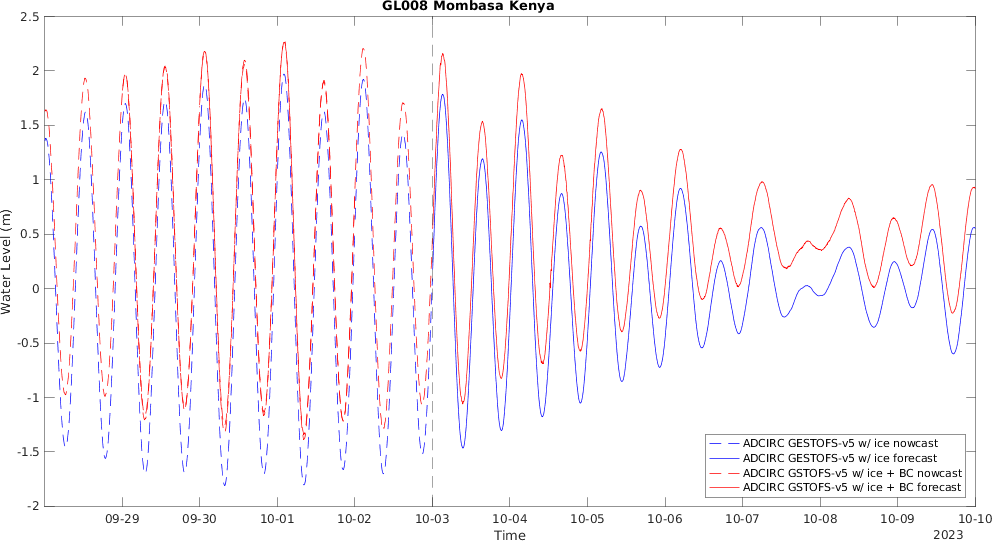 GL008 Mombasa Kenya
Water Level (m)
2.5
2
1.5
1
0.5
0
-0.5
-1
-1.5
-2
ADCIRC GESTOFS-v5 w/ ice nowcast
ADCIRC GESTOFS-v5 w/ ice forecast
ADCIRC GSTOFS-v5 w/ ice + BC nowcast
ADCIRC GSTOFS-v5 w/ ice + BC forecast
09-29 09-30 10-01 10-02 10-03 10-04 10-05 10-06 10-07 10-08 10-09 10-10
Time
2023